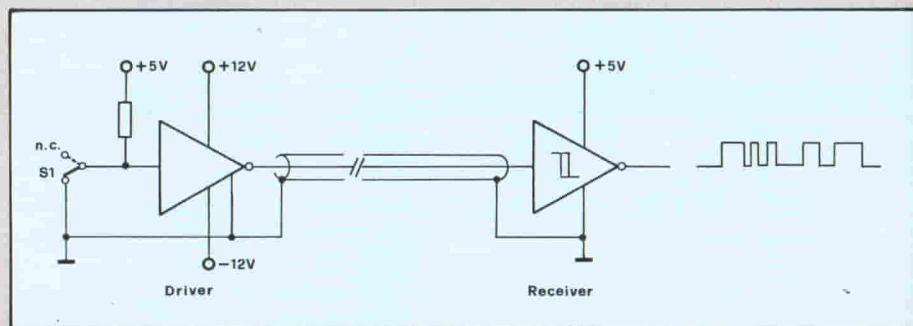 +5V
+12V
+5V
n.c.
S1
-12V
Driver
Receiver